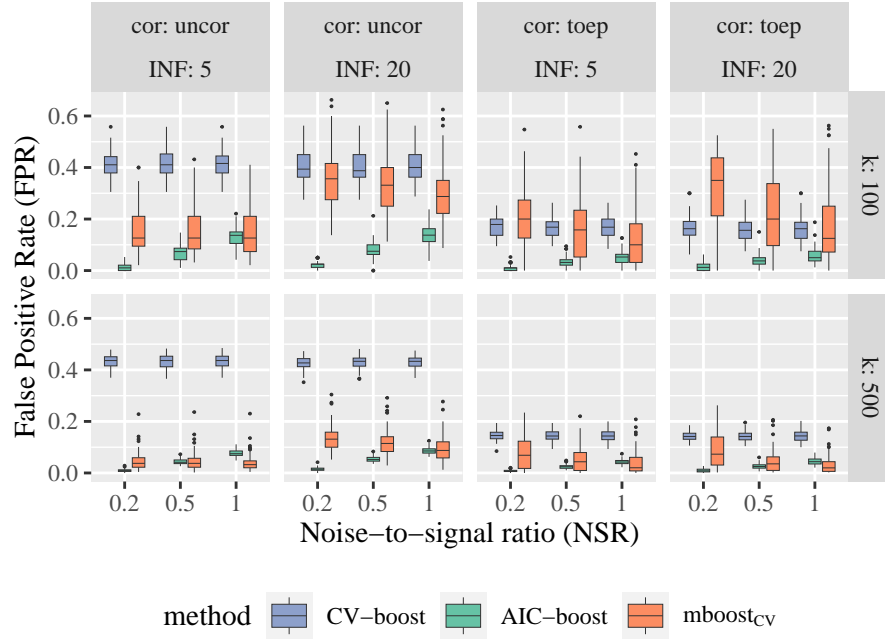 cor: uncor cor: uncor cor: toep cor: toep
INF: 5 INF: 20 INF: 5 INF: 20
False Positive Rate (FPR)
0.6
0.4
0.2
0.0
k: 100
0.6
0.4
0.2
0.0
k: 500
0.2 0.5 1 0.2 0.5 1 0.2 0.5 1 0.2 0.5 1
Noise−to−signal ratio (NSR)
method CV−boost AIC−boost mboostCV